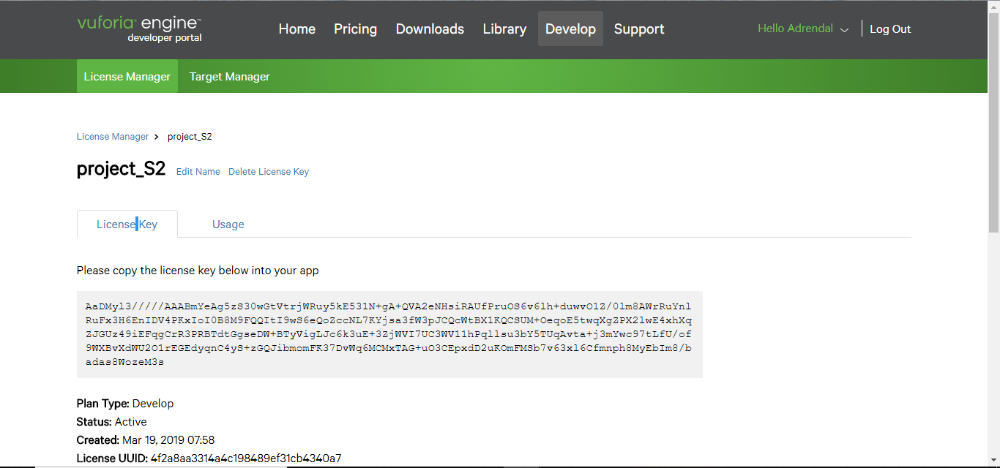 vuforia engine™
developer portal
Home Pricing Downloads Library Develop Support
Hello Adrendal Log Out
License Manager Target Manager
License Manager > project_S2
project_S2 Edit Name Delete License Key
License Key Usage
Please copy the license key below into your app
AaDMyl3/////AAABmYeAg5zS30wGtVtrjWRuy5kE531N+gA+QVA2eNHsiRAUfPruOS6v6lh+duwvO1Z/0lm8AWrRuYnl
RuFx3H6EnIDV4PKxIoI0B8M9FQQItI9wS6eQoZccNL7KYjsa3fW3pJCQcWtBX1KQCSUM+OeqoE5twqXgZPX2lwE4xhXq
ZJGUz49iEFqgCrR3PRBTdtGgseDW+BTyVigLJc6k3uE+3ZjWVI7UC3WV11hPqllsu3bY5TUqAvta+j3mYwc97tLfU/of
9WXBvXdWU2O1rEGEdyqnC4yS+zGQJibmomFK37DvWq6MCMxTAG+uO3CEpxdD2uKOmFMSb7v63xl6Cfmnph8MyEbIm8/b
adas8WozeM3s
Plan Type: Develop
Status: Active
Created: Mar 19, 2019 07:58
License UUID: 4f2a8aa3314a4c198489ef31cb4340a7